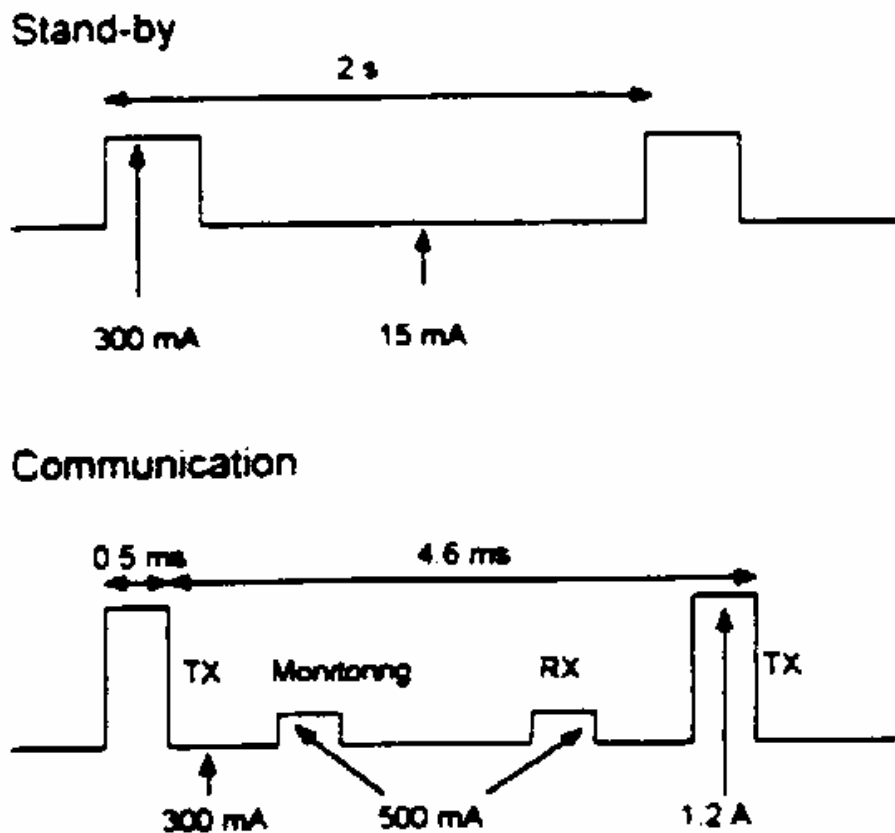 Stand-by
2 s
300 mA
15 mA
Communication
0.5 ms
4.6 ms
TX
Monitoring
RX
TX
300 mA
500 mA
1.2 A